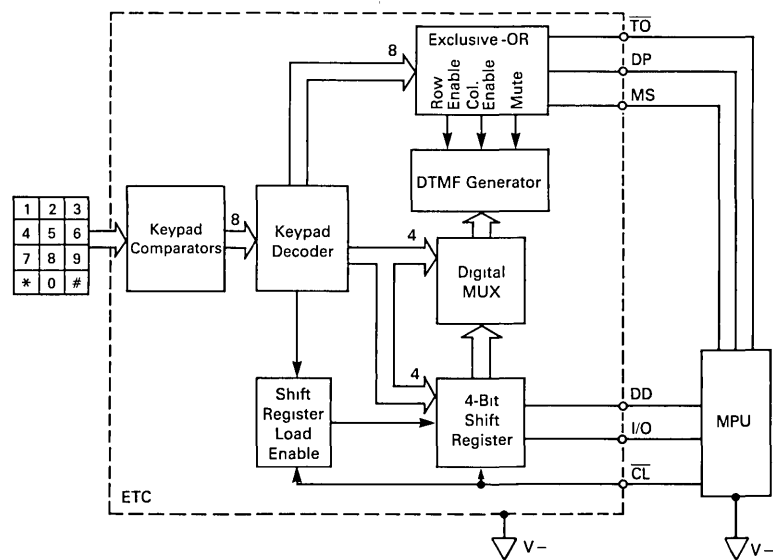 TO
8
Exclusive-OR
DP
Row
Enable
Col.
Enable
Mute
MS
DTMF Generator
1 2 3
4 5 6
7 8 9
* 0 #
Keypad
Comparators
8
Keypad
Decoder
4
Digital
MUX
4
Shift
Register
Load
Enable
4-Bit
Shift
Register
DD
I/O
CL
MPU
ETC
V-
V-